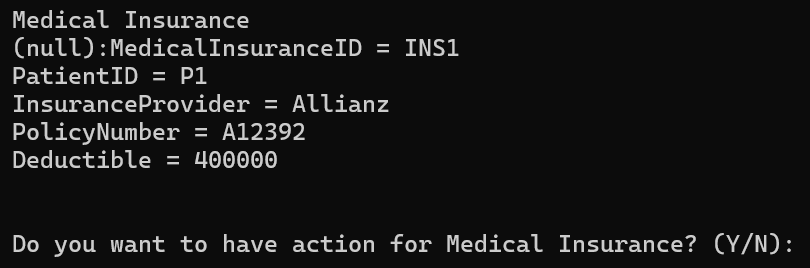 Medical Insurance
(null):MedicalInsuranceID = INS1
PatientID = P1
InsuranceProvider = Allianz
PolicyNumber = A12392
Deductible = 400000
Do you want to have action for Medical Insurance? (Y/N):